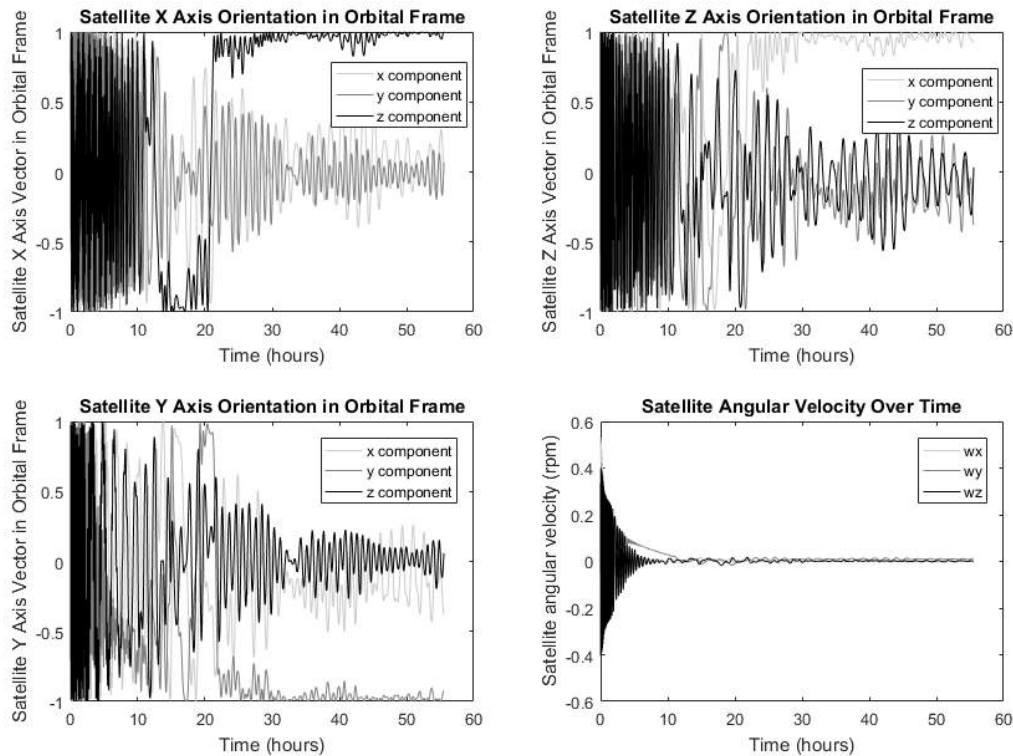 Satellite X Axis Orientation in Orbital Frame
Satellite X Axis Vector in Orbital Frame
1
0.5
0
-0.5
-1
x component
y component
z component
0
10
20
30
40
50
60
Time (hours)
Satellite Z Axis Orientation in Orbital Frame
Satellite Z Axis Vector in Orbital Frame
1
0.5
0
-0.5
-1
x component
y component
z component
0
10
20
30
40
50
60
Time (hours)
Satellite Y Axis Orientation in Orbital Frame
Satellite Y Axis Vector in Orbital Frame
1
0.5
0
-0.5
-1
x component
y component
z component
0
10
20
30
40
50
60
Time (hours)
Satellite Angular Velocity Over Time
Satellite angular velocity (rpm)
0.6
0.4
0.2
0
-0.2
-0.4
-0.6
wx
wy
wz
0
10
20
30
40
50
60
Time (hours)